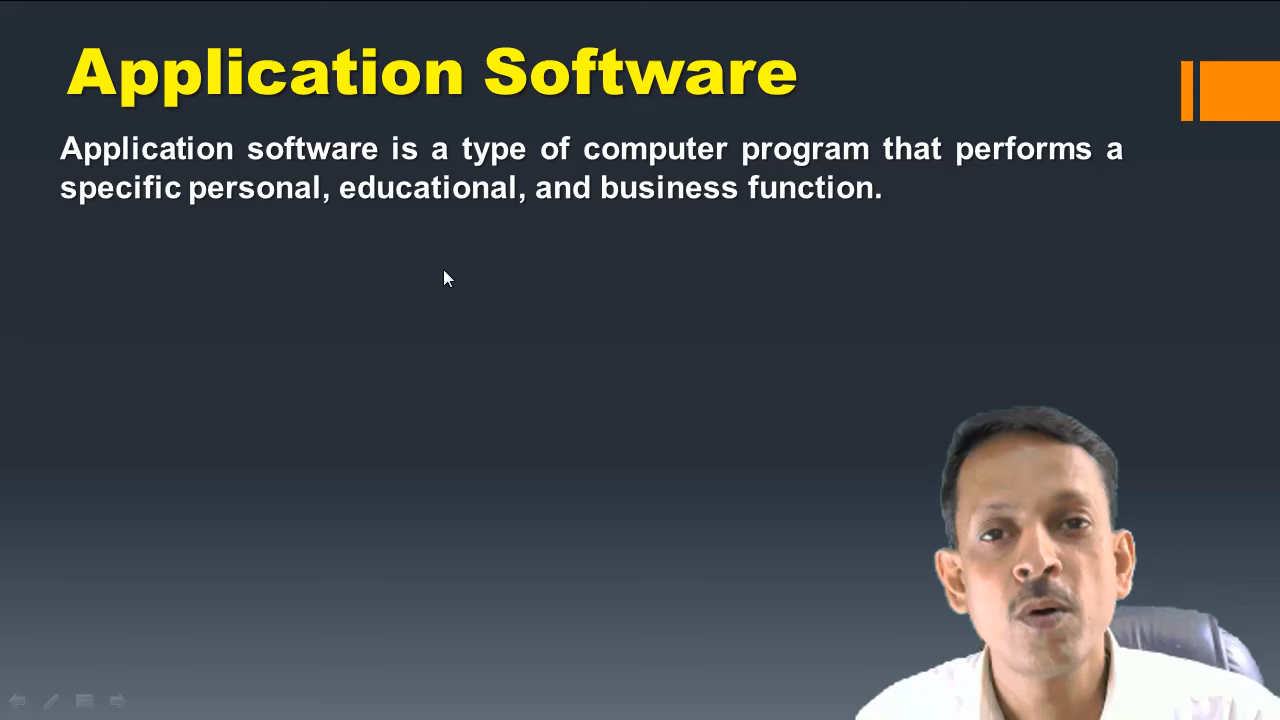 Application Software
Application software is a type of computer program that performs a
specific personal, educational, and business function.